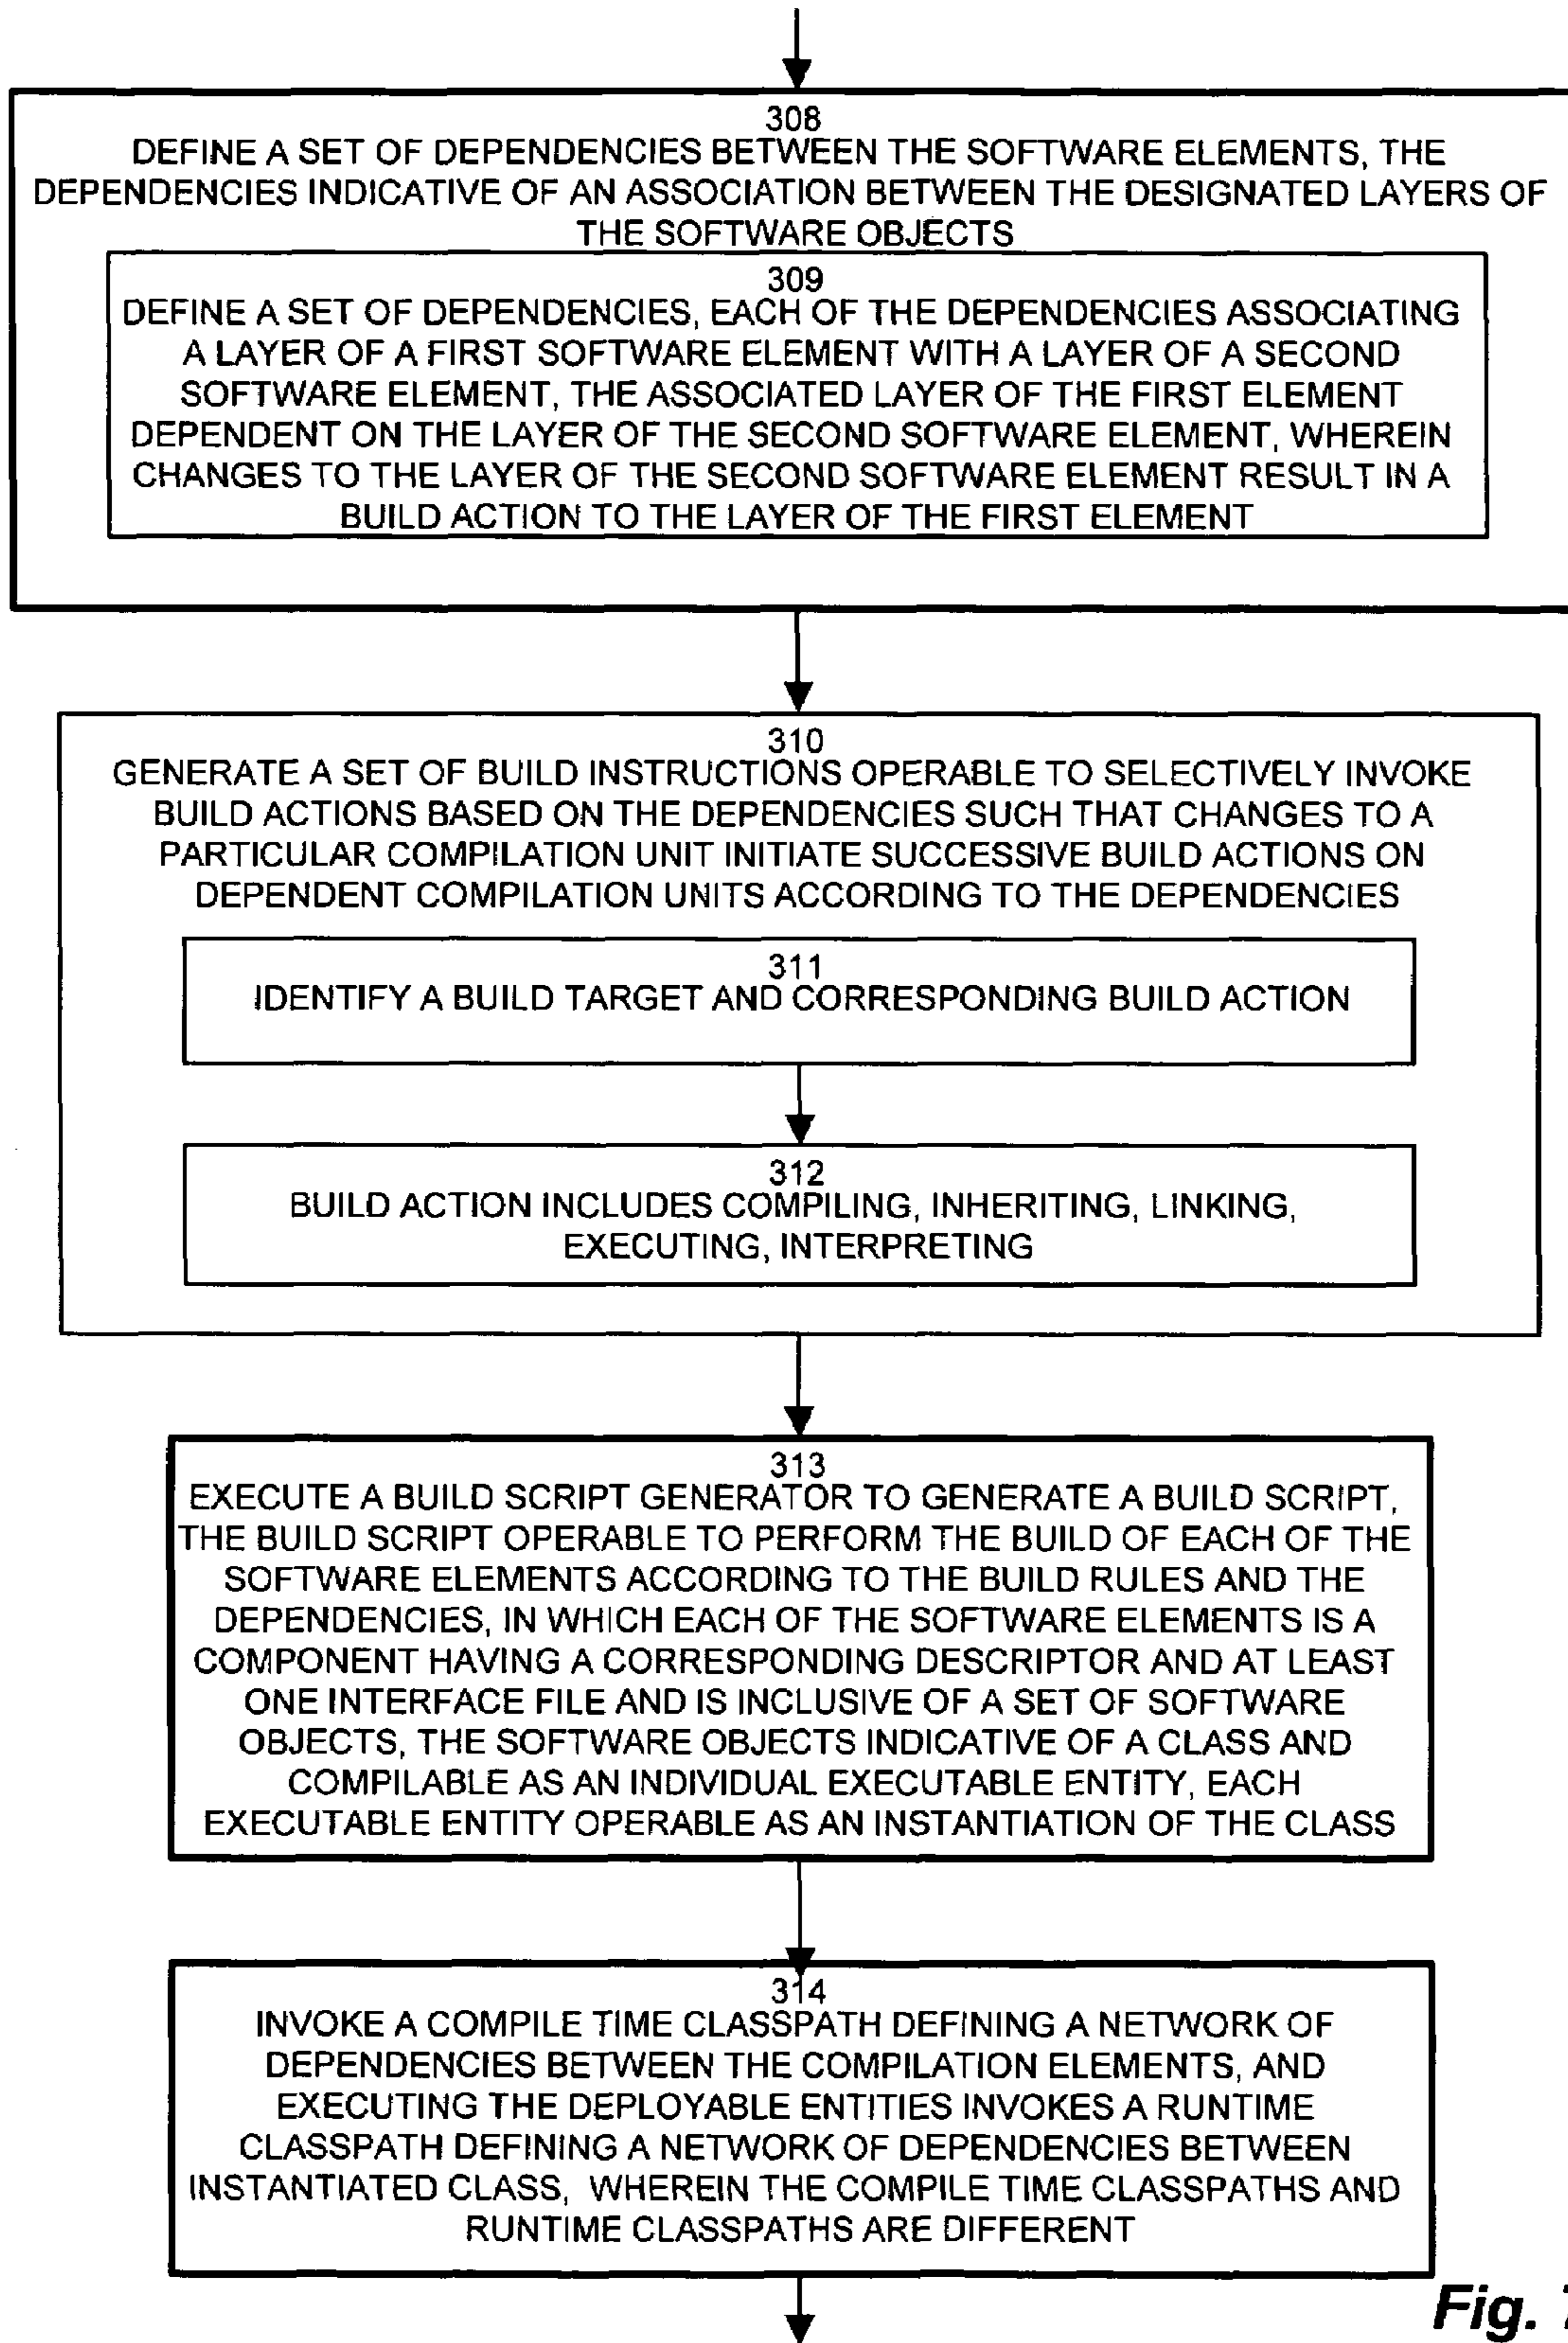 308
DEFINE A SET OF DEPENDENCIES BETWEEN THE SOFTWARE ELEMENTS, THE
DEPENDENCIES INDICATIVE OF AN ASSOCIATION BETWEEN THE DESIGNATED LAYERS OF
THE SOFTWARE OBJECTS
309
DEFINE A SET OF DEPENDENCIES, EACH OF THE DEPENDENCIES ASSOCIATING
A LAYER OF A FIRST SOFTWARE ELEMENT WITH A LAYER OF A SECOND
SOFTWARE ELEMENT, THE ASSOCIATED LAYER OF THE FIRST ELEMENT
DEPENDENT ON THE LAYER OF THE SECOND SOFTWARE ELEMENT, WHEREIN
CHANGES TO THE LAYER OF THE SECOND SOFTWARE ELEMENT RESULT IN A
BUILD ACTION TO THE LAYER OF THE FIRST ELEMENT
310
GENERATE A SET OF BUILD INSTRUCTIONS OPERABLE TO SELECTIVELY INVOKE
BUILD ACTIONS BASED ON THE DEPENDENCIES SUCH THAT CHANGES TO A
PARTICULAR COMPILATION UNIT INITIATE SUCCESSIVE BUILD ACTIONS ON
DEPENDENT COMPILATION UNITS ACCORDING TO THE DEPENDENCIES
311
IDENTIFY A BUILD TARGET AND CORRESPONDING BUILD ACTION
312
BUILD ACTION INCLUDES COMPILING, INHERITING, LINKING,
EXECUTING, INTERPRETING
313
EXECUTE A BUILD SCRIPT GENERATOR TO GENERATE A BUILD SCRIPT,
THE BUILD SCRIPT OPERABLE TO PERFORM THE BUILD OF EACH OF THE
SOFTWARE ELEMENTS ACCORDING TO THE BUILD RULES AND THE
DEPENDENCIES, IN WHICH EACH OF THE SOFTWARE ELEMENTS IS A
COMPONENT HAVING A CORRESPONDING DESCRIPTOR AND AT LEAST
ONE INTERFACE FILE AND IS INCLUSIVE OF A SET OF SOFTWARE
OBJECTS, THE SOFTWARE OBJECTS INDICATIVE OF A CLASS AND
COMPILABLE AS AN INDIVIDUAL EXECUTABLE ENTITY, EACH
EXECUTABLE ENTITY OPERABLE AS AN INSTANTIATION OF THE CLASS
314
INVOKE A COMPILE TIME CLASSPATH DEFINING A NETWORK OF
DEPENDENCIES BETWEEN THE COMPILATION ELEMENTS, AND
EXECUTING THE DEPLOYABLE ENTITIES INVOKES A RUNTIME
CLASSPATH DEFINING A NETWORK OF DEPENDENCIES BETWEEN
INSTANTIATED CLASS, WHEREIN THE COMPILE TIME CLASSPATHS AND
RUNTIME CLASSPATHS ARE DIFFERENT
Fig.